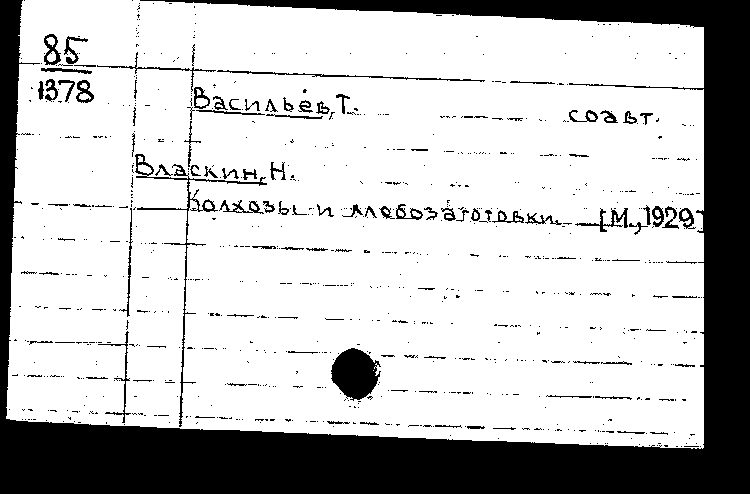 85
1378
Васильев, Т. соавт.
Власкин, Н.
Колхозы и хлебозаготовки. [М., 1929]